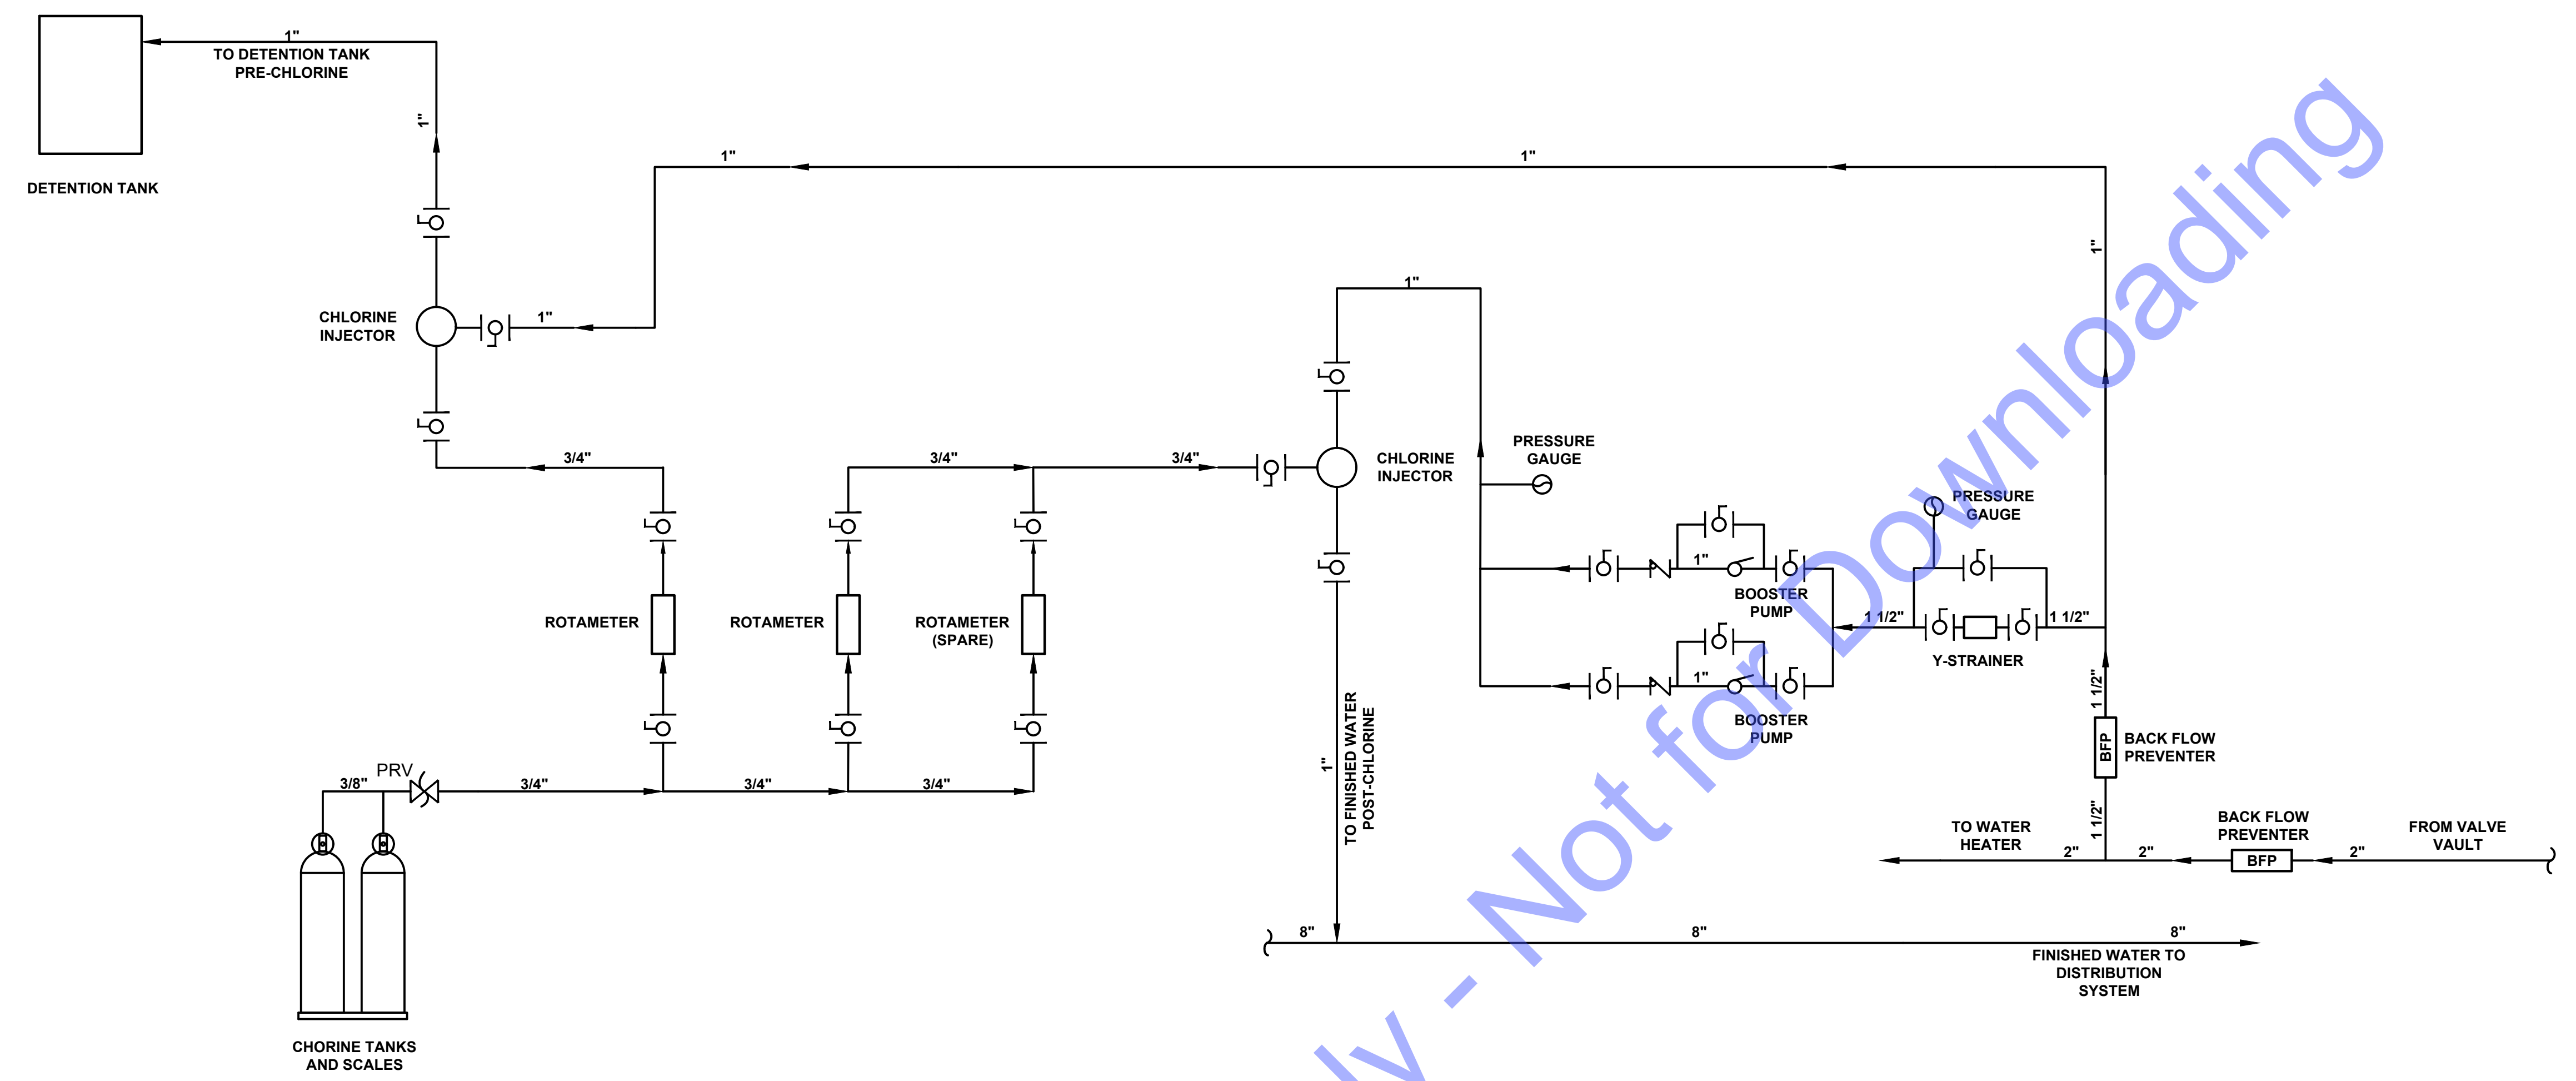 1"
TO DETENTION TANK
PRE-CHLORINE
1"
DETENTION TANK
1"
1"
1"
CHLORINE
INJECTOR
1"
1"
3/4"
3/4"
3/4"
CHLORINE
INJECTOR
PRESSURE
GAUGE
PRESSURE
GAUGE
1"
BOOSTER
PUMP
1 1/2"
1 1/2"
Y-STRAINER
ROTAMETER
ROTAMETER
ROTAMETER
(SPARE)
1"
BOOSTER
PUMP
1 1/2"
BFP
BACK FLOW
PREVENTER
1 1/2"
PRV
3/8"
3/4"
3/4"
3/4"
1"
TO FINISHED WATER
POST-CHLORINE
TO WATER
HEATER
2"
2"
BACK FLOW
PREVENTER
BFP
2"
FROM VALVE
VAULT
8"
8"
8"
FINISHED WATER TO
DISTRIBUTION
SYSTEM
CHORINE TANKS
AND SCALES
ly - Not for Downloading